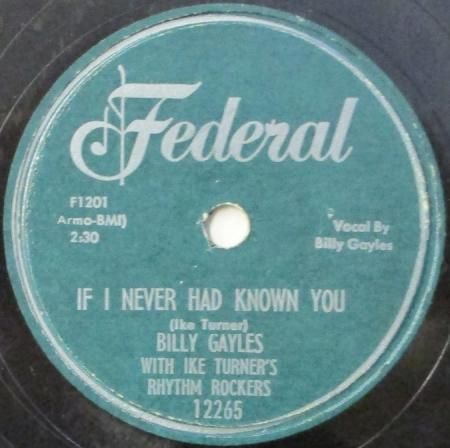 Federal
F1201
Armo-BMI)
2:30
Vocal By
Billy Gayles
IF I NEVER HAD KNOWN YOU
(Ike Turner)
BILLY GAYLES
WITH IKE TURNER'S
RHYTHM ROCKERS
12265